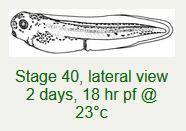 Stage 40, lateral view
2 days, 18 hr pf @
23°c